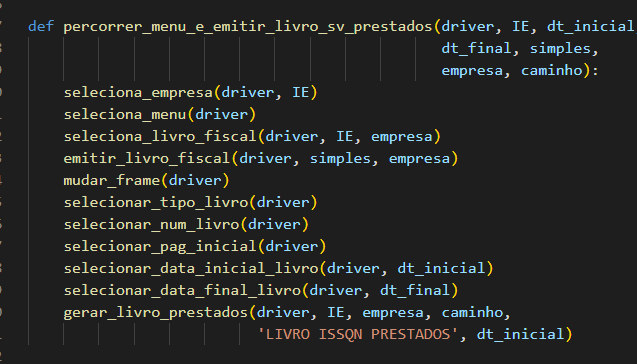 def percorrer_menu_e_emitir_livro_sv_prestados(driver, IE, dt_inicial
dt_final, simples,
empresa, caminho):
seleciona_empresa(driver, IE)
seleciona_menu(driver)
seleciona_livro_fiscal(driver, IE, empresa)
emitir_livro_fiscal(driver, simples, empresa)
mudar_frame(driver)
selecionar_tipo_livro(driver)
selecionar_num_livro(driver)
selecionar_pag_inicial(driver)
selecionar_data_inicial_livro(driver, dt_inicial)
selecionar_data_final_livro(driver, dt_final)
gerar_livro_prestados(driver, IE, empresa, caminho,
'LIVRO ISSQN PRESTADOS', dt_inicial)